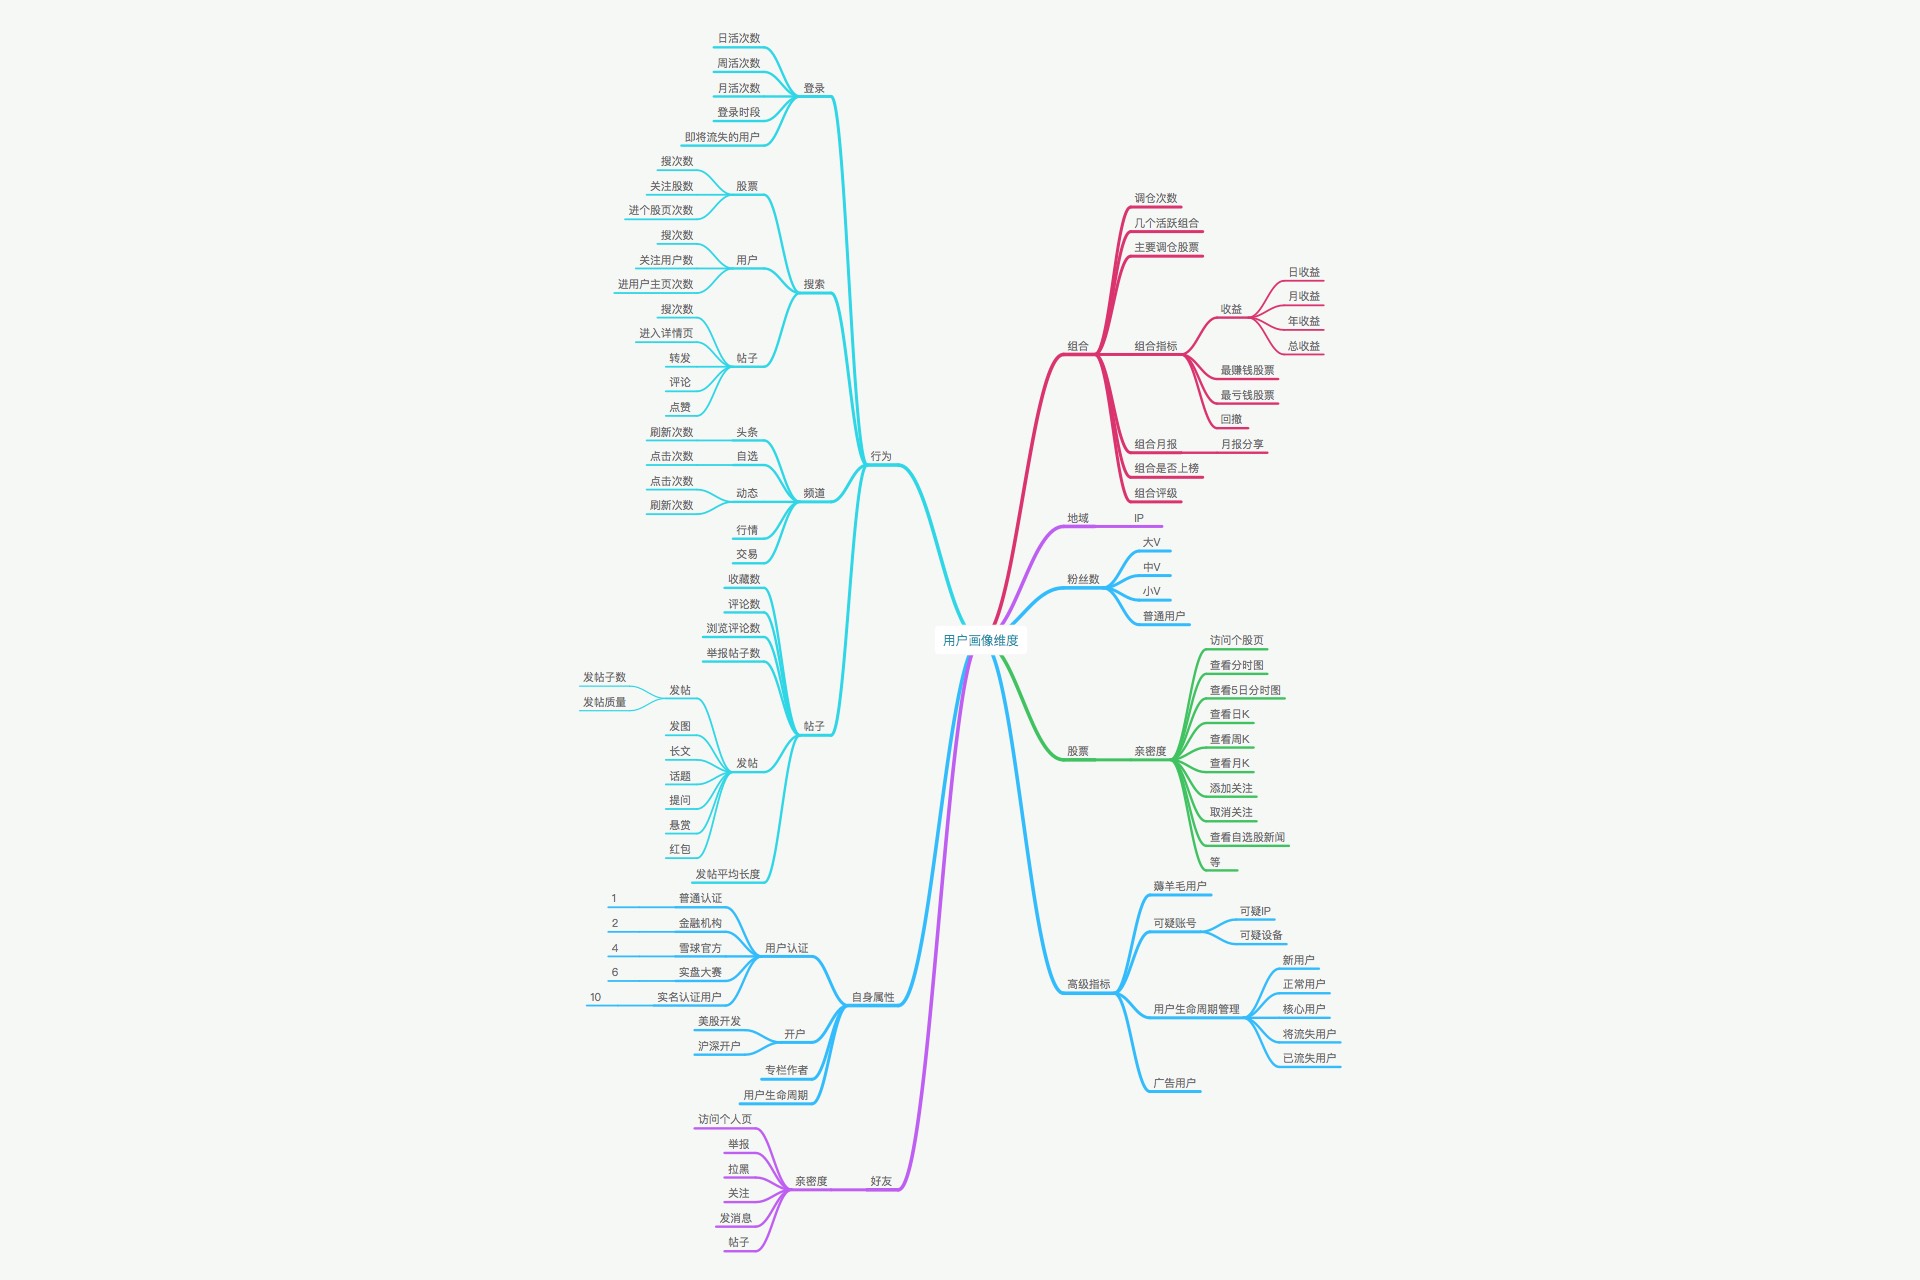 用户画像维度
组合
调仓次数
几个活跃组合
主要调仓股票
组合指标
收益
日收益
月收益
年收益
总收益
最赚钱股票
最亏钱股票
回撤
组合月报
月报分享
组合是否上榜
组合评级
地域
IP
粉丝数
大V
中V
小V
普通用户
股票
亲密度
访问个股页
查看分时图
查看5日分时图
查看日K
查看周K
查看月K
添加关注
取消关注
查看自选股新闻
等
高级指标
薅羊毛用户
可疑账号
可疑IP
可疑设备
用户生命周期管理
新用户
正常用户
核心用户
将流失用户
已流失用户
广告用户
行为
登录
日活次数
周活次数
月活次数
登录时段
即将流失的用户
搜索
股票
搜次数
关注股数
进个股页次数
用户
搜次数
关注用户数
进用户主页次数
帖子
搜次数
进入详情页
转发
评论
点赞
频道
头条
刷新次数
自选
点击次数
动态
点击次数
刷新次数
行情
交易
帖子
收藏数
评论数
浏览评论数
举报帖子数
发帖
发帖
发帖子数
发帖质量
发图
长文
话题
提问
悬赏
红包
发帖平均长度
自身属性
用户认证
普通认证
1
金融机构
2
雪球官方
4
实盘大赛
6
实名认证用户
10
开户
美股开发
沪深开户
专栏作者
用户生命周期
好友
亲密度
访问个人页
举报
拉黑
关注
发消息
帖子